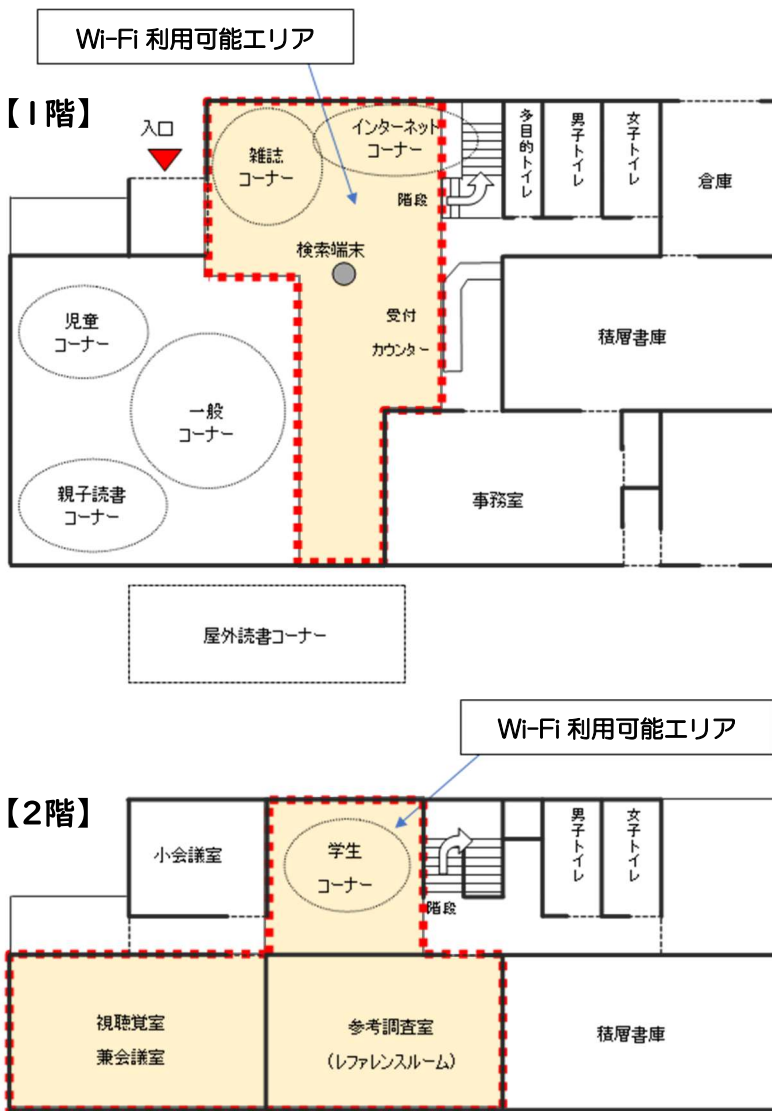 Wi-Fi 利用可能エリア
【1階】
入口
雑誌
コーナー
インターネット
コーナー
階段
多目的トイレ
男子トイレ
女子トイレ
倉庫
検索端末
受付
カウンター
積層書庫
児童
コーナー
一般
コーナー
親子読書
コーナー
事務室
屋外読書コーナー
Wi-Fi 利用可能エリア
【2階】
小会議室
学生
コーナー
階段
男子トイレ
女子トイレ
視聴覚室
兼会議室
参考調査室
(レファレンスルーム)
積層書庫